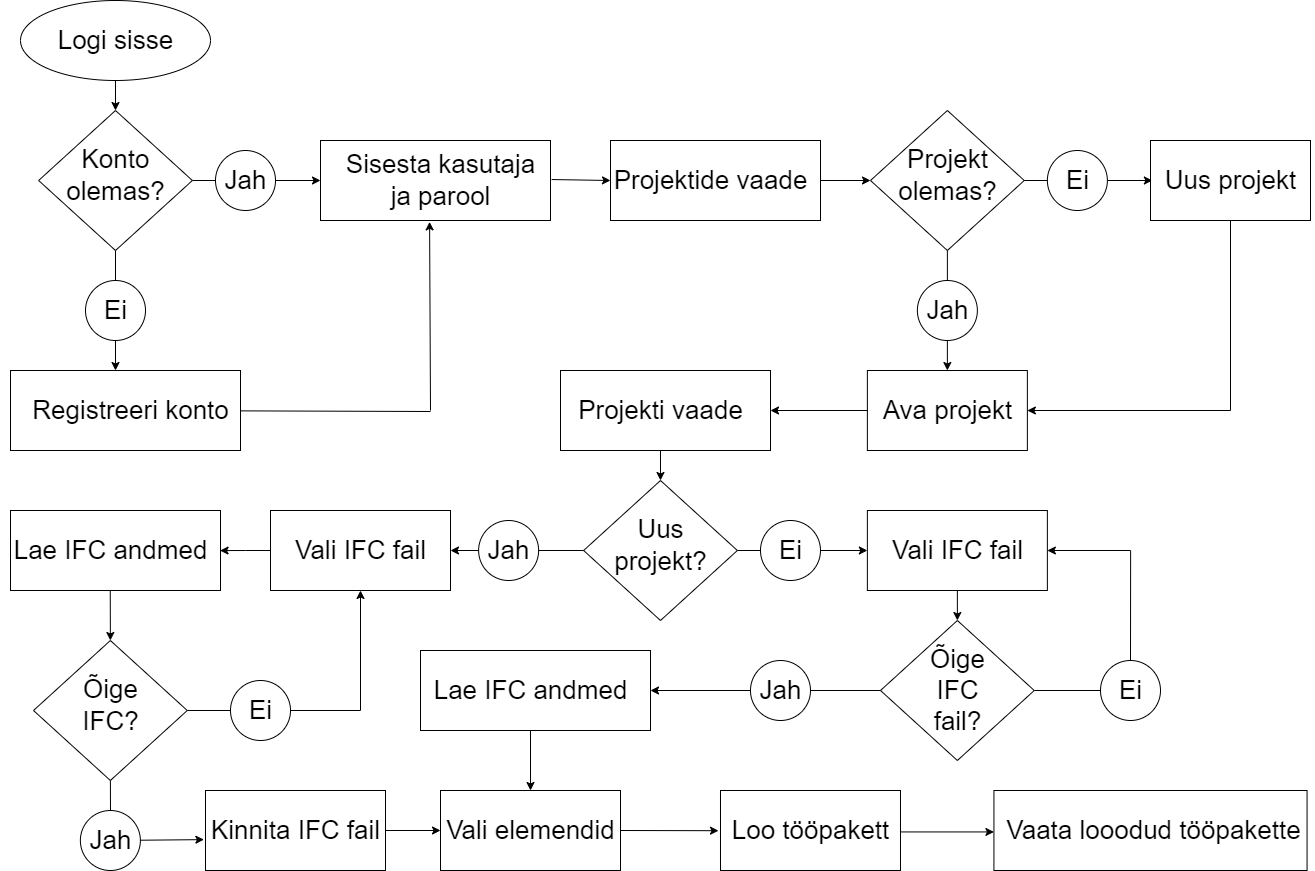 Logi sisse
Konto
olemas?
Jah
Sisesta kasutaja
ja parool
Projektide vaade
Projekt
olemas?
Ei
Uus projekt
Ei
Jah
Registreeri konto
Projekti vaade
Ava projekt
Lae IFC andmed
Vali IFC fail
Jah
Uus
projekt?
Ei
Vali IFC fail
Õige
IFC?
Ei
Lae IFC andmed
Jah
Õige
IFC
fail?
Ei
Jah
Kinnita IFC fail
Vali elemendid
Loo tööpakett
Vaata looodud tööpakette